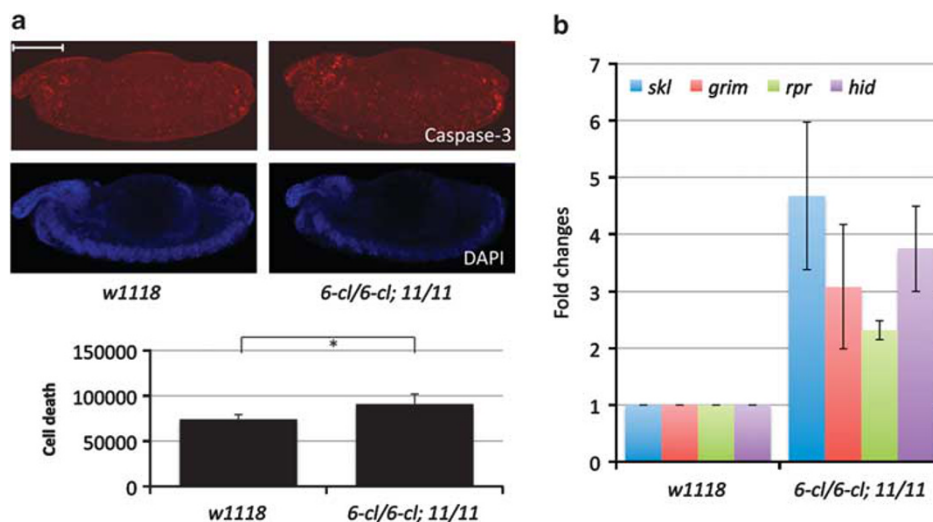 a
Caspase-3
DAPI
w1118 6-cl/6-cl; 11/11
150000
100000
50000
0
Cell death
*
w1118 6-cl/6-cl; 11/11
b
7
6
5
4
3
2
1
0
Fold changes
skl grim rpr hid
w1118 6-cl/6-cl; 11/11